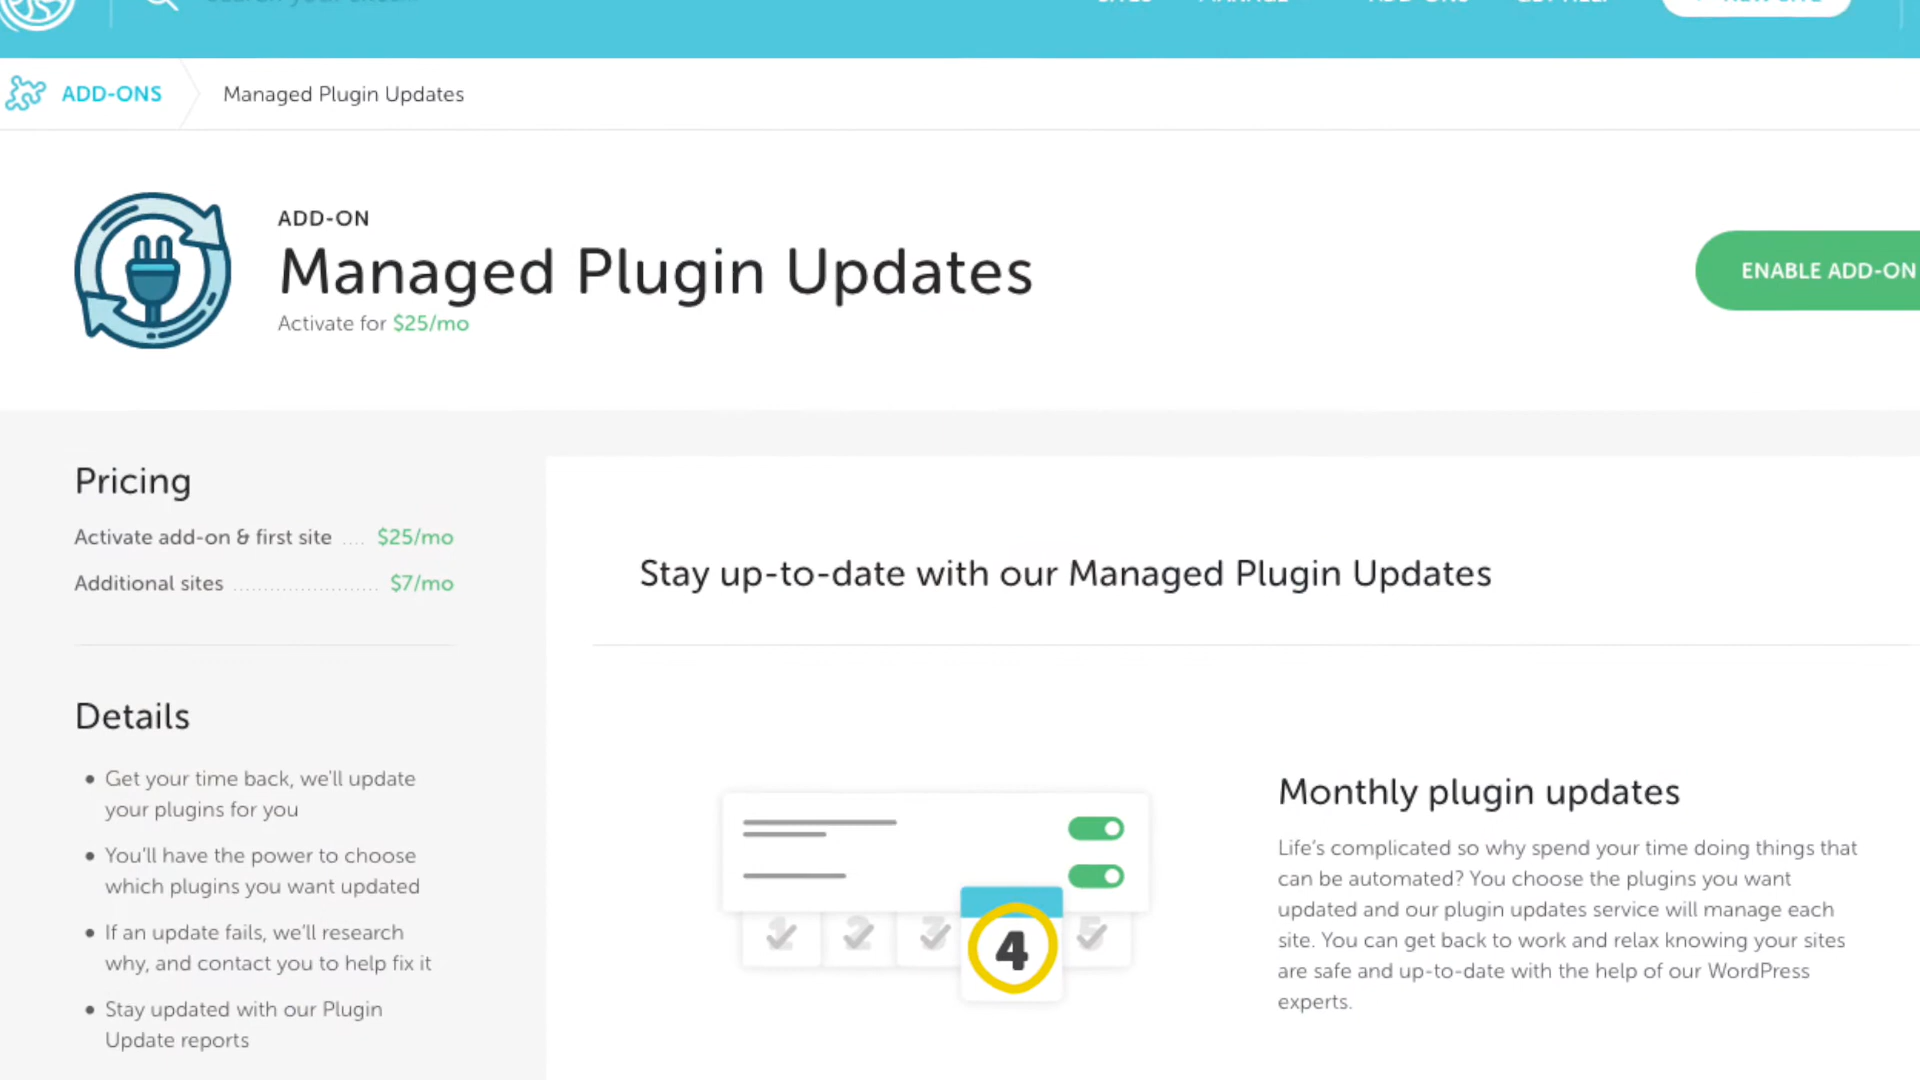 ADD-ONS
Managed Plugin Updates
ADD-ON
Managed Plugin Updates
Activate for $25/mo
ENABLE ADD-ON
Pricing
Activate add-on & first site .... $25/mo
Additional sites ........................ $7/mo
Stay up-to-date with our Managed Plugin Updates
Details
Get your time back, we'll update
your plugins for you
You'll have the power to choose
which plugins you want updated
If an update fails, we'll research
why, and contact you to help fix it
Stay updated with our Plugin
Update reports
1 2 3 4 5
Monthly plugin updates
Life's complicated so why spend your time doing things that
can be automated? You choose the plugins you want
updated and our plugin updates service will manage each
site. You can get back to work and relax knowing your sites
are safe and up-to-date with the help of our WordPress
experts.